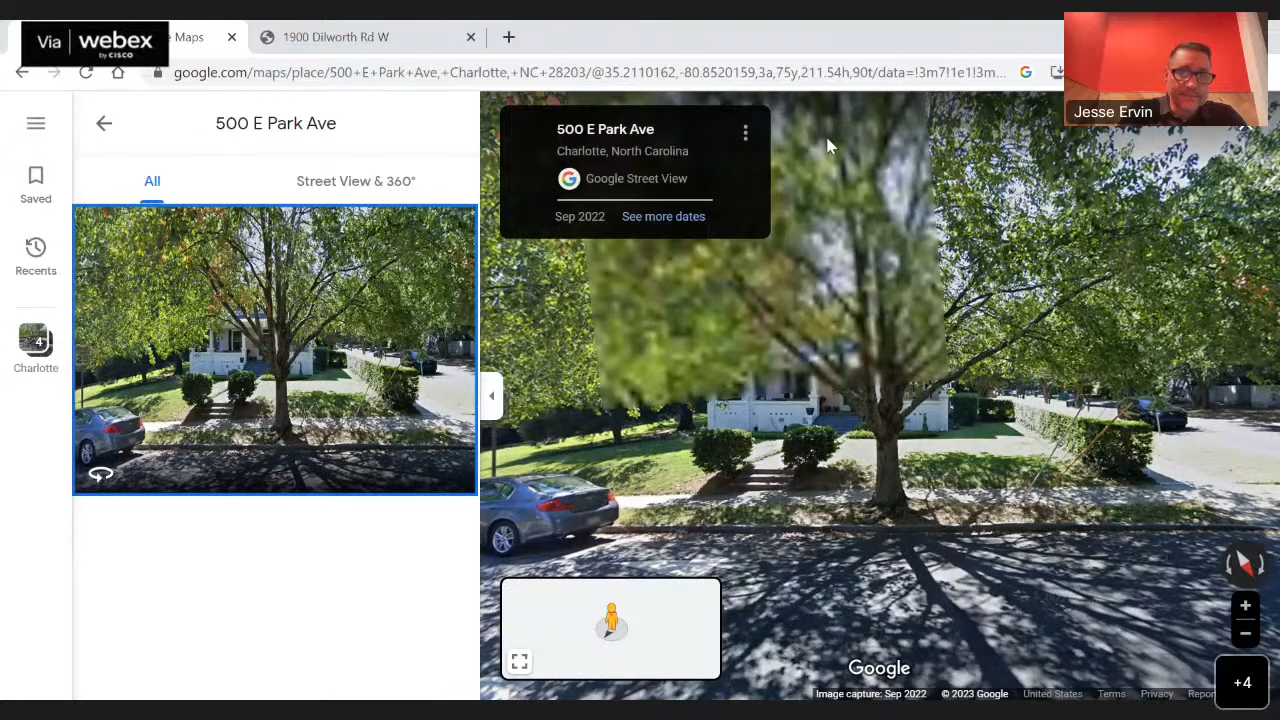 Via webex
by CISCO
e Maps
1900 Dilworth Rd W
google.com/maps/place/500+E+Park+Ave,+Charlotte,+NC+28203/@35.2110162,-80.8520159,3a,75y,211.54h,90t/data=!3m7!1e1!3m...
Jesse Ervin
500 E Park Ave
All
Street View & 360°
Saved
Recents
4
Charlotte
500 E Park Ave
Charlotte, North Carolina
Google Street View
Sep 2022 See more dates
Google
Image capture: Sep 2022 © 2023 Google United States Terms Privacy Repor
+4